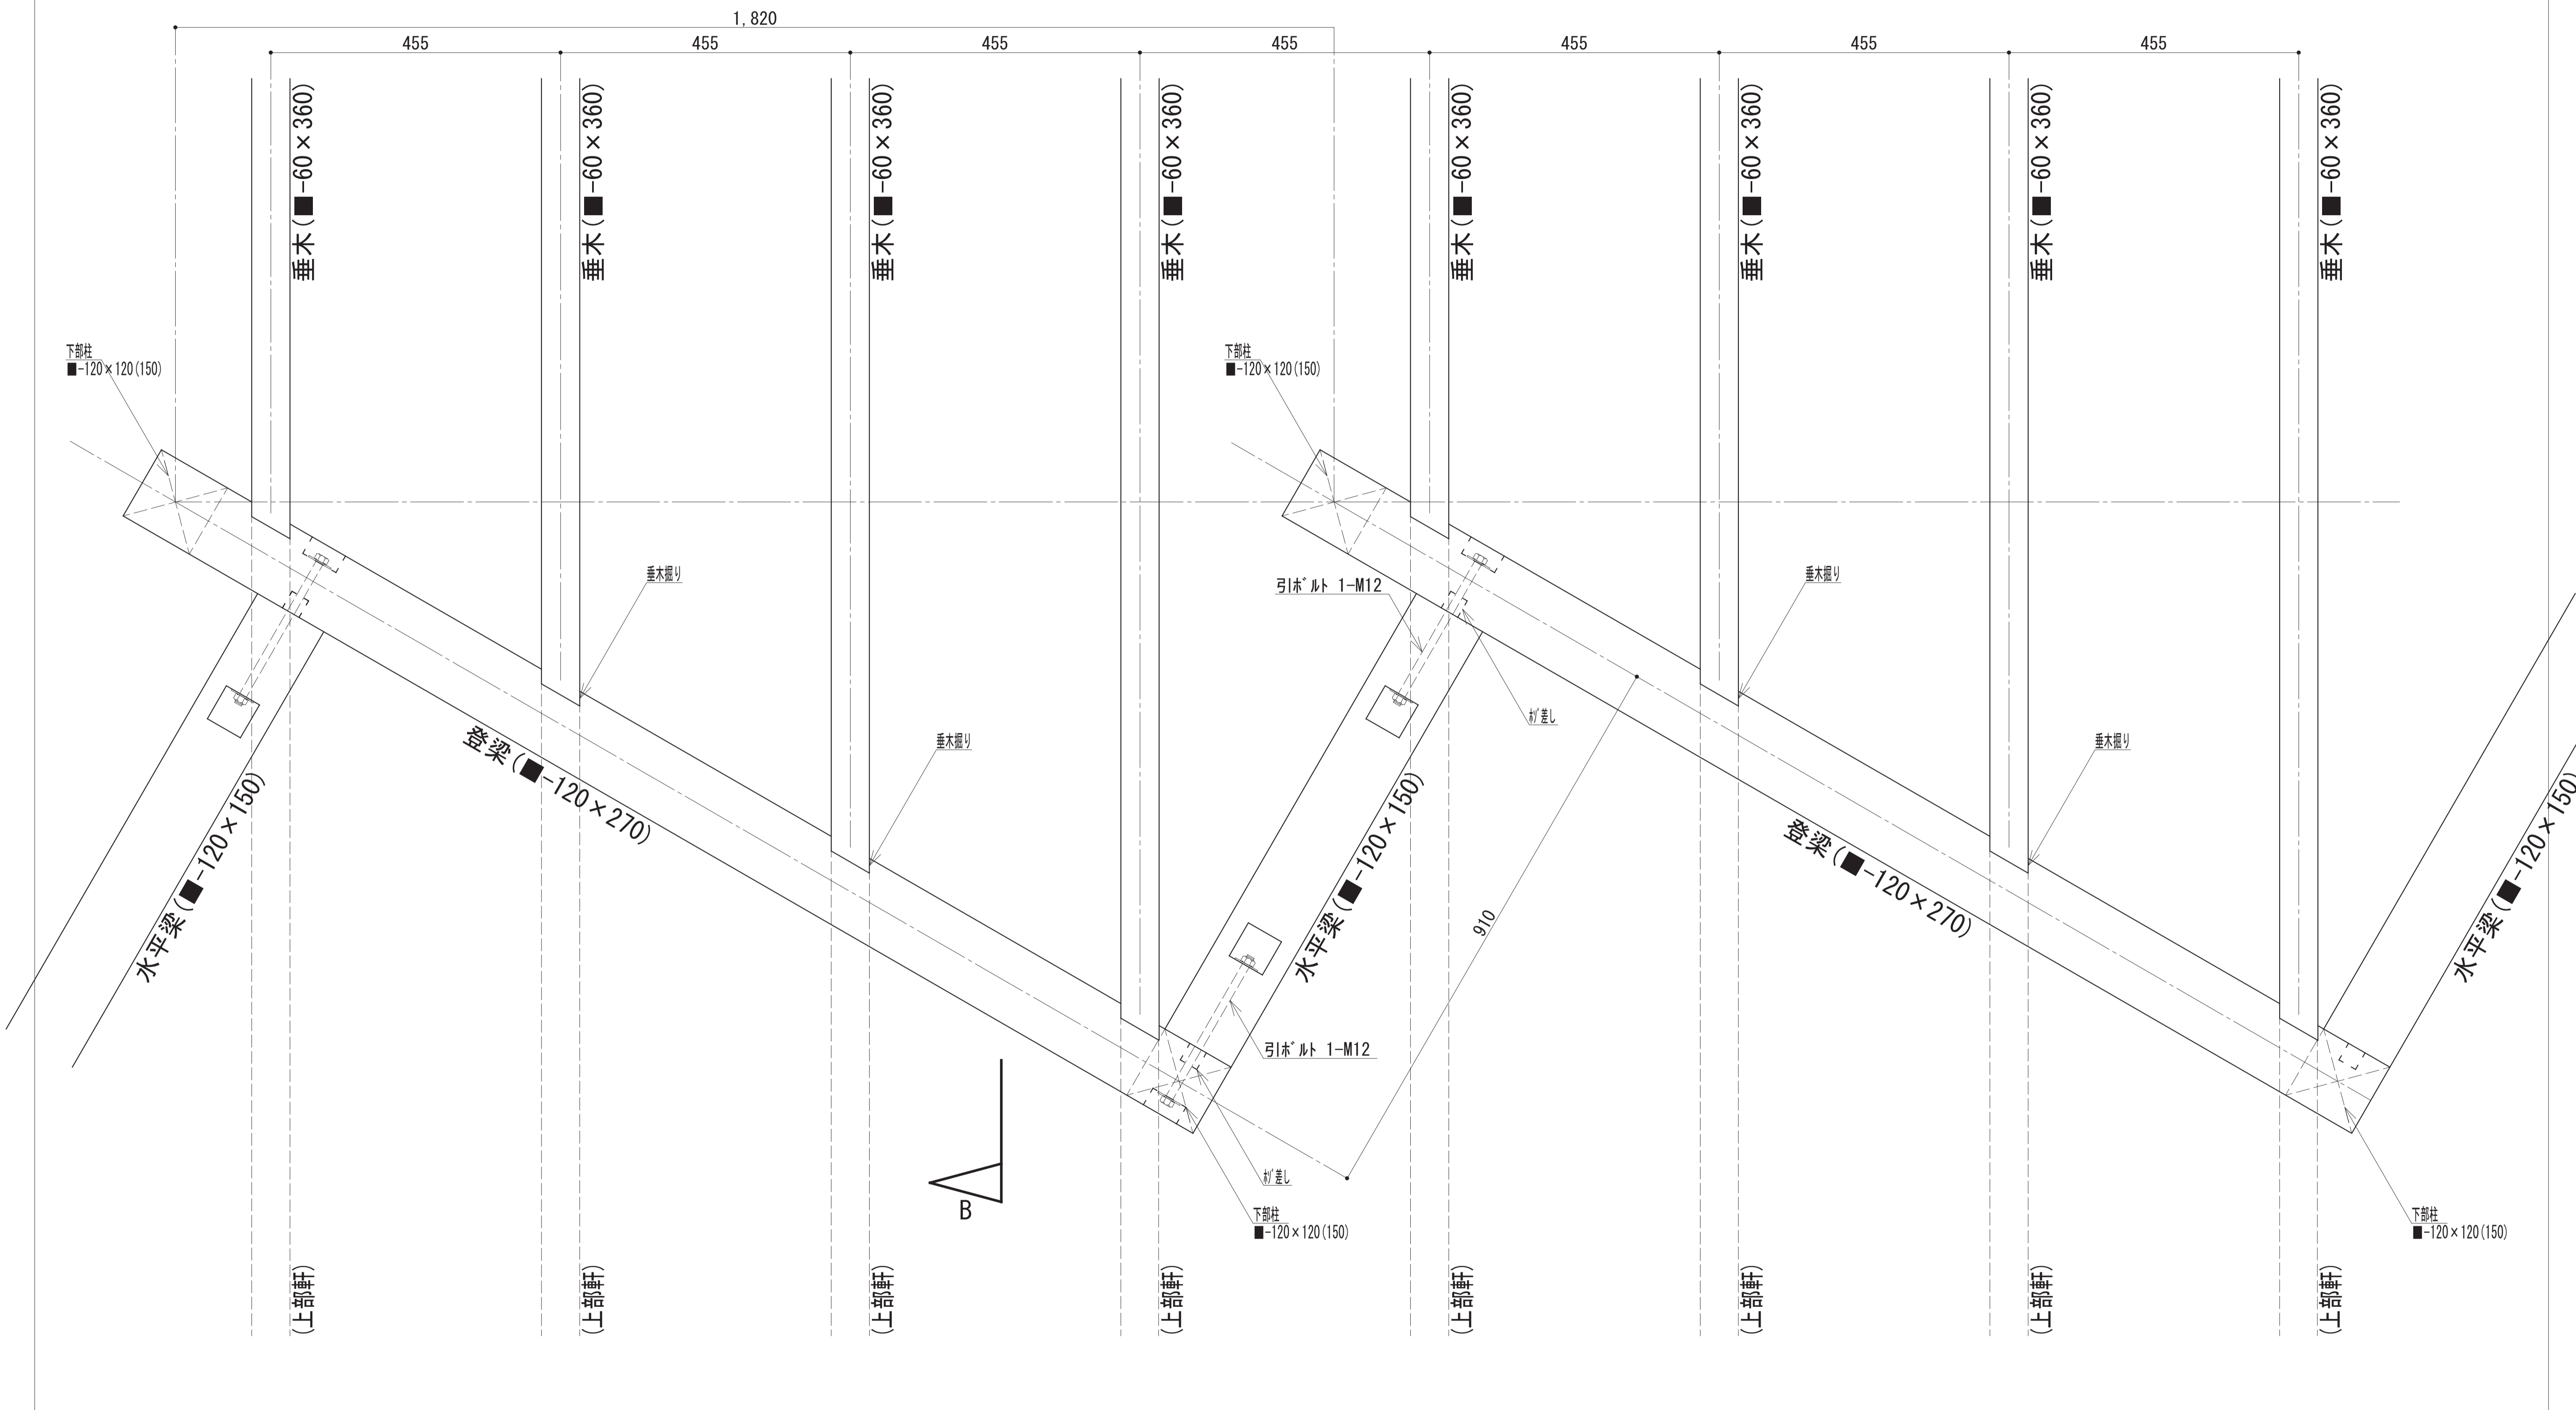 1,820
455
455
455
455
455
455
455
垂木(■-60×360)
垂木(■-60×360)
垂木(■-60×360)
垂木(■-60×360)
垂木(■-60×360)
垂木(■-60×360)
垂木(■-60×360)
垂木(■-60×360)
下部柱
■-120×120(150)
下部柱
■-120×120(150)
垂木掘り
垂木掘り
引ﾎﾞﾙﾄ 1-M12
ﾎｿﾞ差し
垂木掘り
垂木掘り
登梁(■-120×270)
登梁(■-120×270)
水平梁(■-120×150)
水平梁(■-120×150)
水平梁(■-120×150)
910
引ﾎﾞﾙﾄ 1-M12
ﾎｿﾞ差し
B
下部柱
■-120×120(150)
下部柱
■-120×120(150)
(上部軒)
(上部軒)
(上部軒)
(上部軒)
(上部軒)
(上部軒)
(上部軒)
(上部軒)